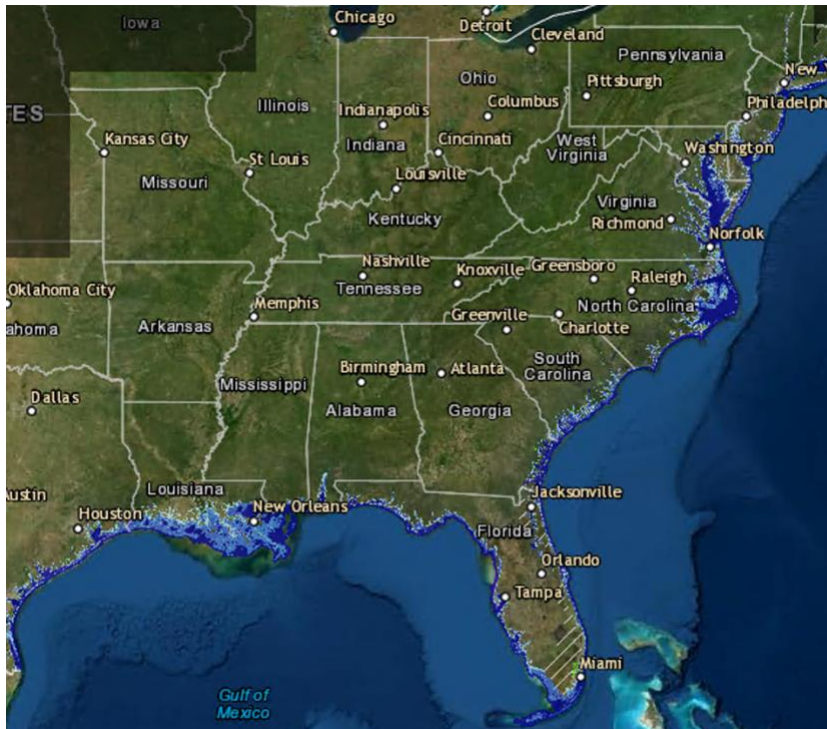 Chicago
Detroit
Iowa
Cleveland
Pennsylvania
New Y
Ohio
Pittsburgh
TES
Illinois
Indianapolis
Columbus
Philadelph
Kansas City
Indiana
Cincinnati
West
Virginia
Washington
St Louis
Missouri
Louisville
Virginia
Kentucky
Richmond
Norfolk
Nashville
Knoxville
Greensboro
Raleigh
Oklahoma City
Tennessee
North Carolina
Memphis
Greenville
ahoma
Arkansas
Charlotte
South
Carolina
Birmingham
Atlanta
Mississippi
Dallas
Alabama
Georgia
Louisiana
Austin
Jacksonville
New Orleans
Houston
Florida
Orlando
Tampa
Miami
Gulf of
Mexico